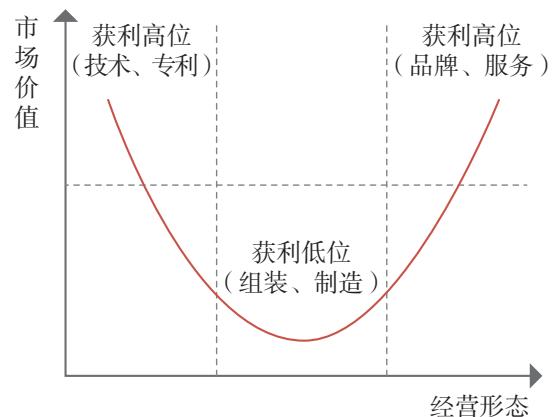 市场价值
获利高位
（技术、专利）
获利高位
（品牌、服务）
获利低位
（组装、制造）
经营形态